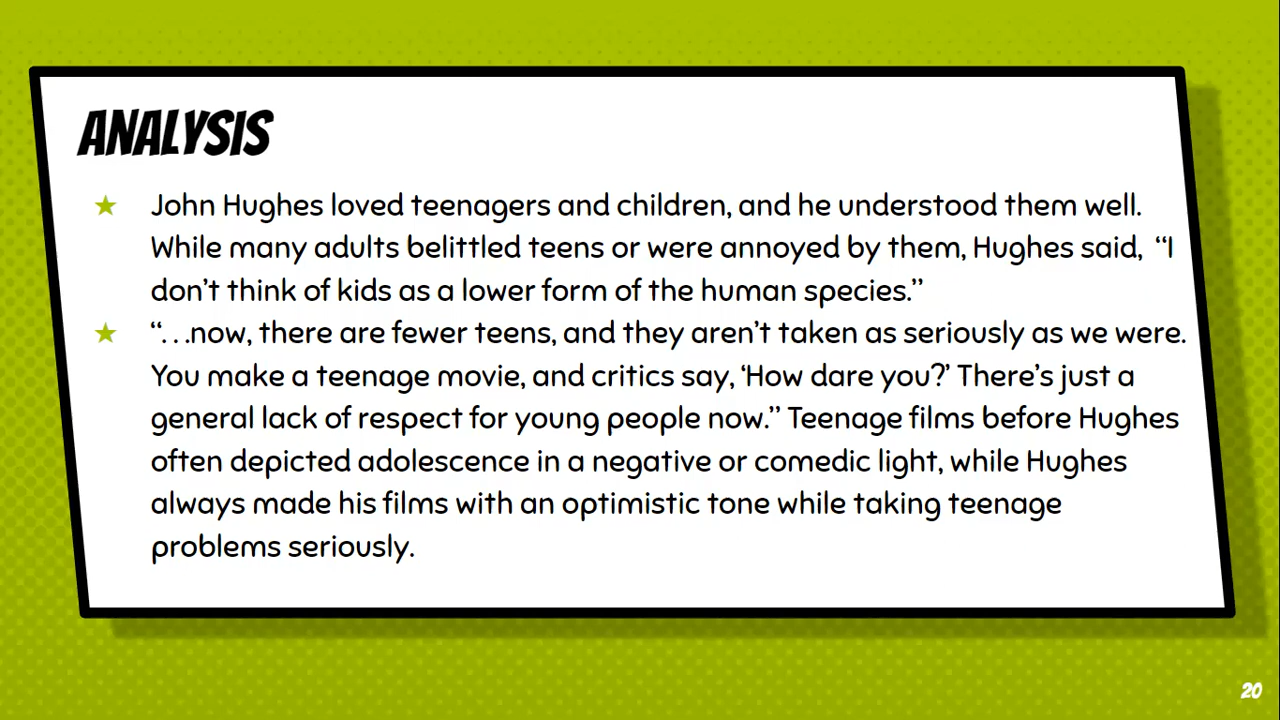 ANALYSIS
John Hughes loved teenagers and children, and he understood them well.
While many adults belittled teens or were annoyed by them, Hughes said, “I
don’t think of kids as a lower form of the human species.”
“...now, there are fewer teens, and they aren’t taken as seriously as we were.
You make a teenage movie, and critics say, ‘How dare you?’ There’s just a
general lack of respect for young people now.” Teenage films before Hughes
often depicted adolescence in a negative or comedic light, while Hughes
always made his films with an optimistic tone while taking teenage
problems seriously.
20